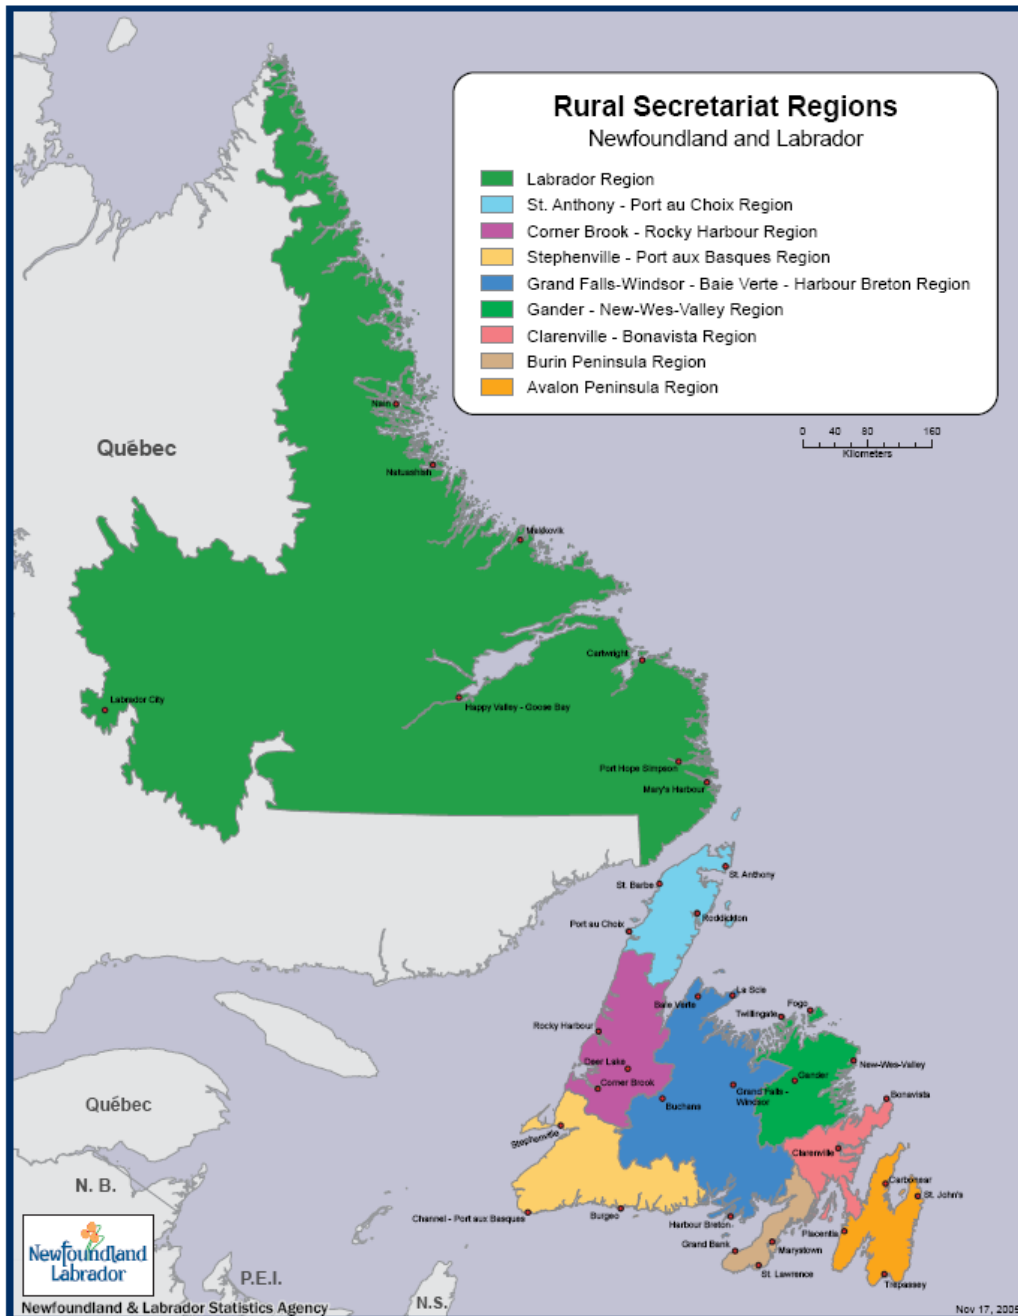 Rural Secretariat Regions
Newfoundland and Labrador
Labrador Region
St. Anthony - Port au Choix Region
Corner Brook - Rocky Harbour Region
Stephenville - Port aux Basques Region
Grand Falls-Windsor - Baie Verte - Harbour Breton Region
Gander - New-Wes-Valley Region
Clarenville - Bonavista Region
Burin Peninsula Region
Avalon Peninsula Region
0 40 80 160
Kilometers
Nain
Québec
Natuashish
Makkovik
Cartwright
Labrador City
Happy Valley - Goose Bay
Port Hope Simpson
Mary's Harbour
St. Anthony
St. Barbe
Roddickton
Port au Choix
La Scie
Baie Verte
Fogo
Twillingate
Rocky Harbour
New-Wes-Valley
Deer Lake
Gander
Corner Brook
Grand Falls -
Windsor
Buchans
Bonavista
Québec
Stephenville
Clarenville
Carbonear
N. B.
St. John's
Channel - Port aux Basques
Burgeo
Harbour Breton
Placentia
Grand Bank
Marystown
St. Lawrence
Trepassey
Newfoundland
Labrador
P.E.I.
N.S.
Newfoundland & Labrador Statistics Agency
Nov 17, 2005